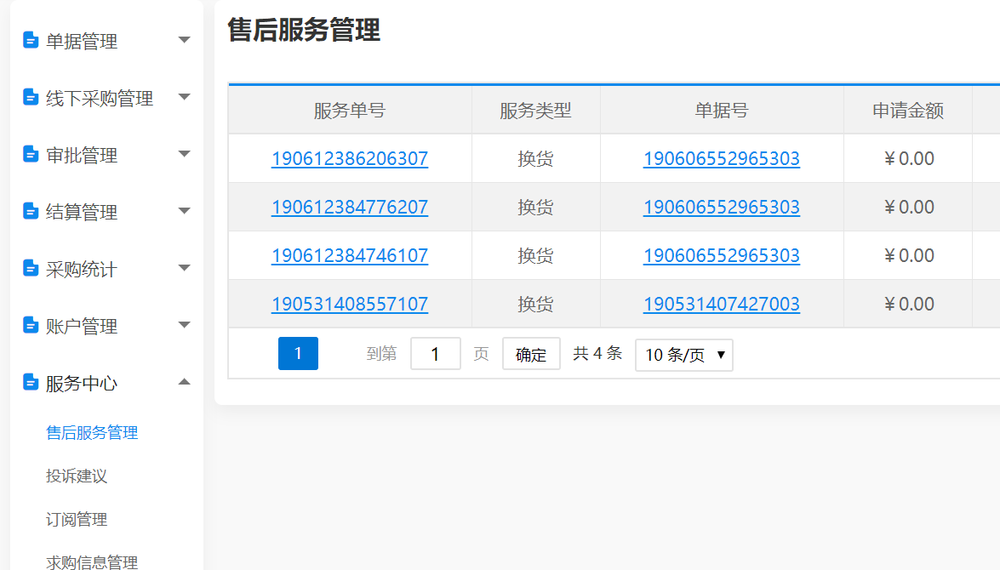 单据管理
线下采购管理
审批管理
结算管理
采购统计
账户管理
服务中心
售后服务管理
投诉建议
订阅管理
求购信息管理
售后服务管理
服务单号 服务类型 单据号 申请金额
190612386206307 换货 190606552965303 ¥0.00
190612384776207 换货 190606552965303 ¥0.00
190612384746107 换货 190606552965303 ¥0.00
190531408557107 换货 190531407427003 ¥0.00
1 到第 1 页 确定 共 4 条 10 条/页